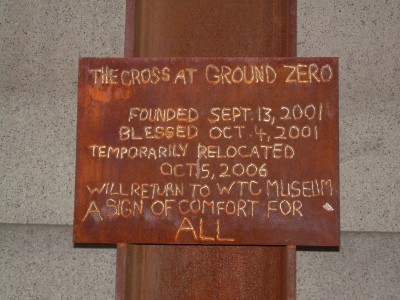 THE CROSS AT GROUND ZERO
FOUNDED SEPT. 13, 2001
BLESSED OCT. 4, 2001
TEMPORARILY RELOCATED
OCT 5, 2006
WILL RETURN TO WTC MUSEUM
A SIGN OF COMFORT FOR
ALL